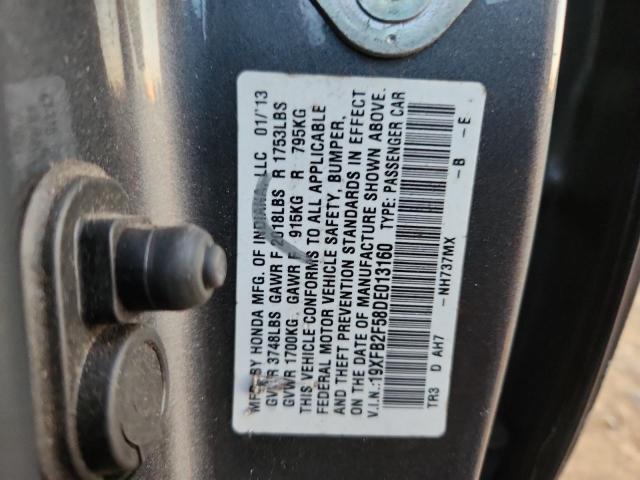 MFD. BY HONDA MFG. OF INDIANA LLC 01/'13
GVWR 3748LBS GAWR F 2018LBS R 1753LBS
GVWR 1700KG GAWR F 915KG R 795KG
THIS VEHICLE CONFORMS TO ALL APPLICABLE
FEDERAL MOTOR VEHICLE SAFETY, BUMPER,
AND THEFT PREVENTION STANDARDS IN EFFECT
ON THE DATE OF MANUFACTURE SHOWN ABOVE.
V.I.N.:19XFB2F58DE013160 TYPE: PASSENGER CAR
TR3 D AH7 - NH737MX - B - E